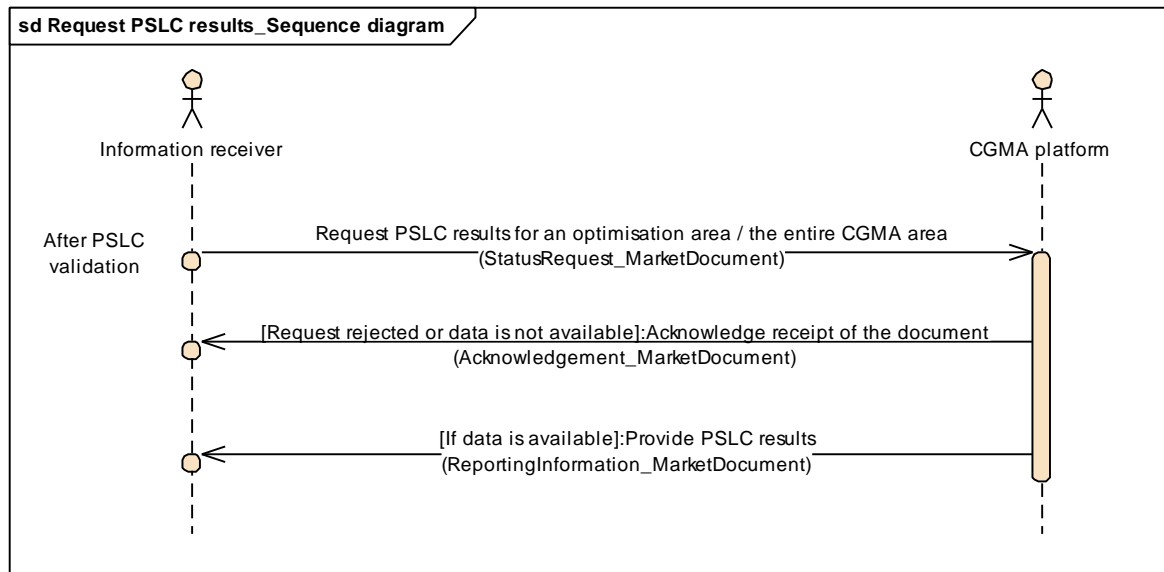 sd Request PSLC results_Sequence diagram
Information receiver
CGMA platform
After PSLC
validation
Request PSLC results for an optimisation area / the entire CGMA area
(StatusRequest_MarketDocument)
[Request rejected or data is not available]:Acknowledge receipt of the document
(Acknowledgement_MarketDocument)
[If data is available]:Provide PSLC results
(ReportingInformation_MarketDocument)